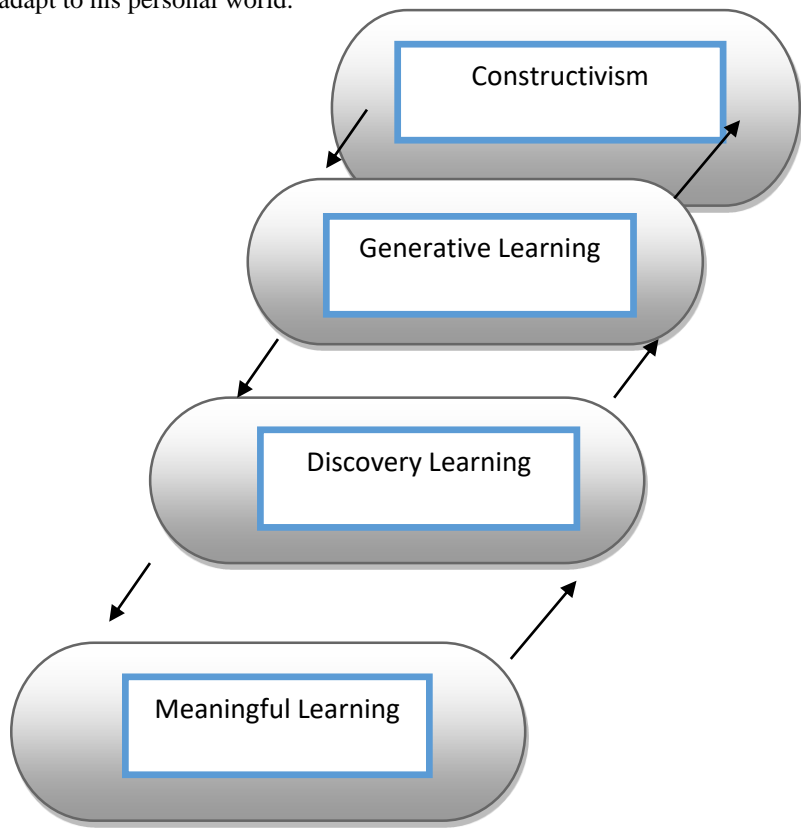 adapt to his personal world.
Constructivism
Generative Learning
Discovery Learning
Meaningful Learning